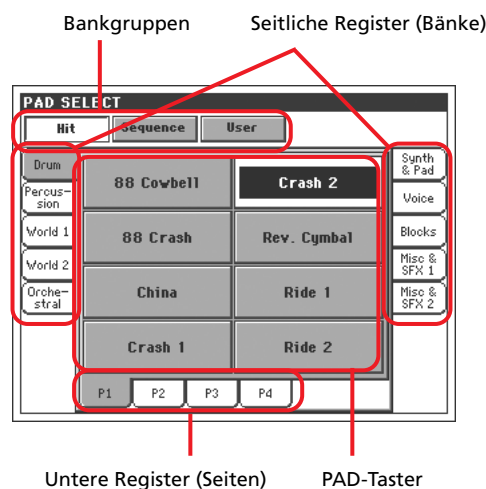 Bankgruppen
Seitliche Register (Bänke)
PAD SELECT
Hit
Sequence
User
Drum
88 Cowbell
Crash 2
Synth
& Pad
Percus-
sion
Voice
World 1
88 Crash
Rev. Cymbal
Blocks
World 2
China
Ride 1
Misc &
SFX 1
Orche-
stral
Crash 1
Ride 2
Misc &
SFX 2
P1
P2
P3
P4
Untere Register (Seiten)
PAD-Taster